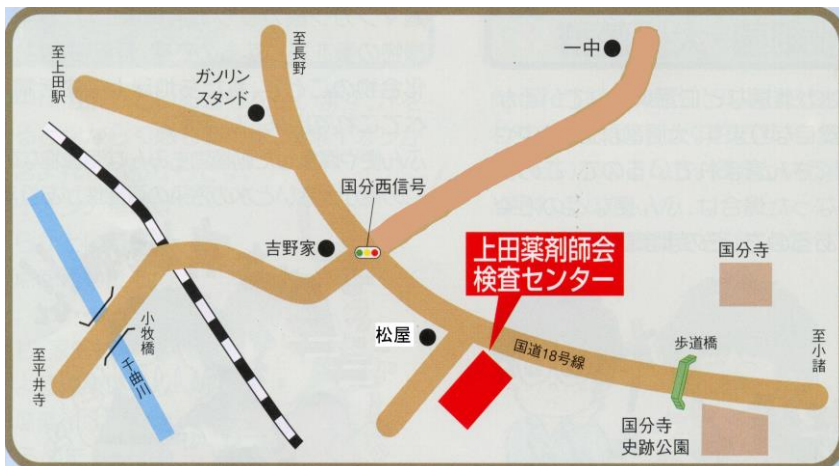 至上田駅
至長野
ガソリン
スタンド
一中
国分西信号
吉野家
上田薬剤師会
検査センター
国分寺
松屋
国道18号線
歩道橋
至小諸
小牧橋
千曲川
至平井寺
国分寺
史跡公園